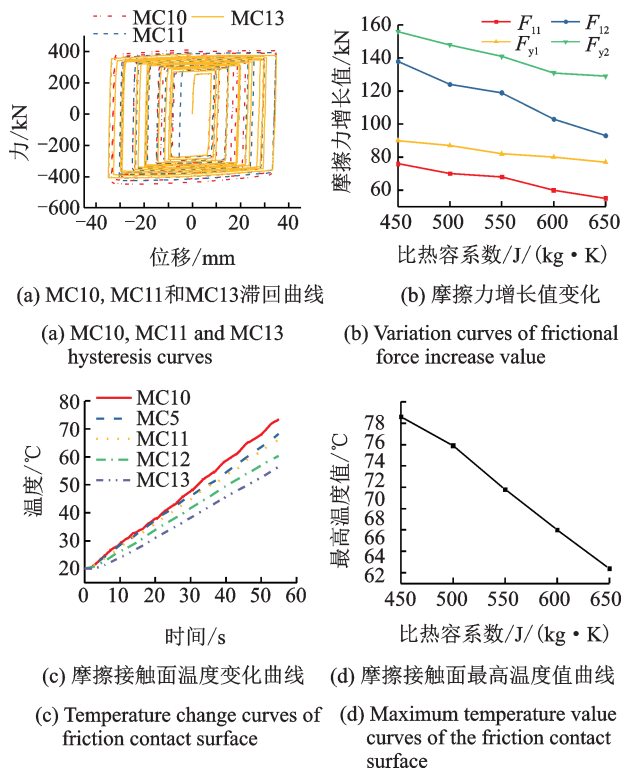 MC10 MC13
MC11
力/kN
600
400
200
0
−200
−400
−600
−40 −20 0 20 40
位移/mm
(a) MC10, MC11和MC13滞回曲线
(a) MC10, MC11 and MC13
hysteresis curves
F11 F12
Fy1 Fy2
摩擦力增长值/kN
160
140
120
100
80
60
450 500 550 600 650
比热容系数/J/(kg·K)
(b) 摩擦力增长值变化
(b) Variation curves of frictional
force increase value
MC10
MC5
MC11
MC12
MC13
温度/℃
80
70
60
50
40
30
20
0 10 20 30 40 50 60
时间/s
(c) 摩擦接触面温度变化曲线
(c) Temperature change curves of
friction contact surface
最高温度值/℃
78
76
74
72
70
68
66
64
62
450 500 550 600 650
比热容系数/J/(kg·K)
(d) 摩擦接触面最高温度值曲线
(d) Maximum temperature value
curves of the friction contact
surface